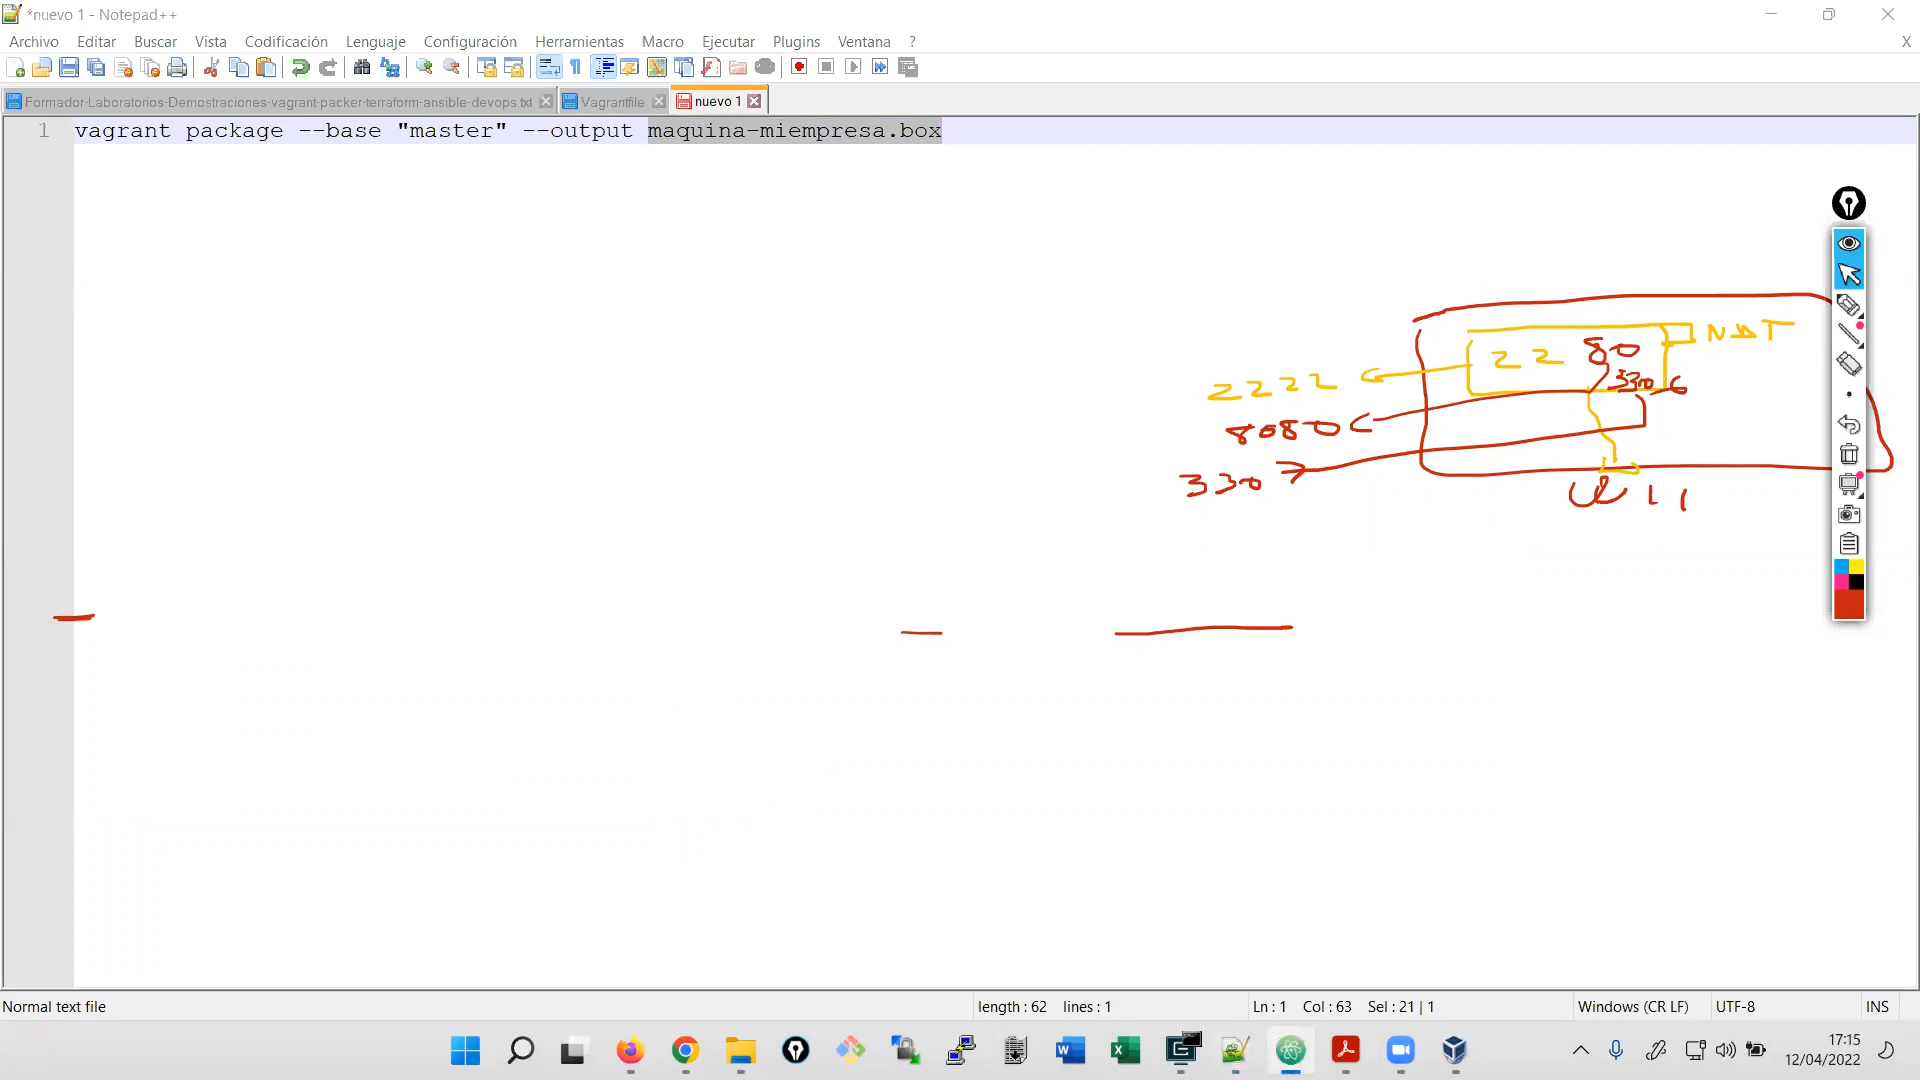 *nuevo 1 - Notepad++
Archivo Editar Buscar Vista Codificación Lenguaje Formato Configuración Herramientas Macro Ejecutar Plugins Ventana ? X
Formador-Laboratorios-Demostraciones-vagrant-packer-terraform-ansible-devops.txt Vagrantfile nuevo 1
1 vagrant package --base "master" --output maquina-miempresa.box
22 80 NAT
2222 3306
8080
330
W11
Normal text file length : 62 lines : 1 Ln : 1 Col : 63 Sel : 21 | 1 Windows (CR LF) UTF-8 INS
17:15
12/04/2022